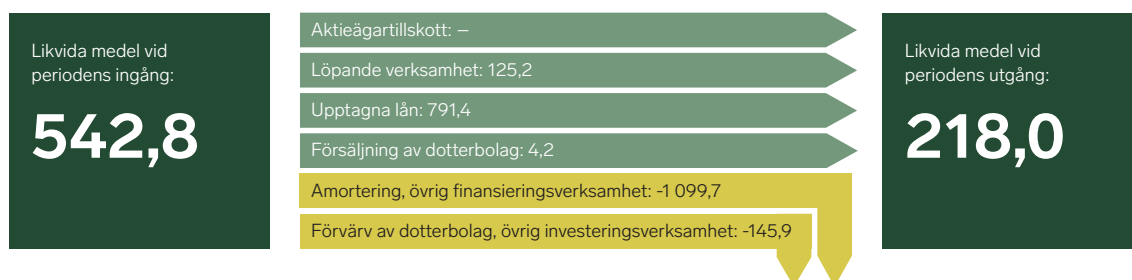 Likvida medel vid
periodens ingång:
542,8
Aktieägartillskott: –
Löpande verksamhet: 125,2
Upptagna lån: 791,4
Försäljning av dotterbolag: 4,2
Amortering, övrig finansieringsverksamhet: -1 099,7
Förvärv av dotterbolag, övrig investeringsverksamhet: -145,9
Likvida medel vid
periodens utgång:
218,0